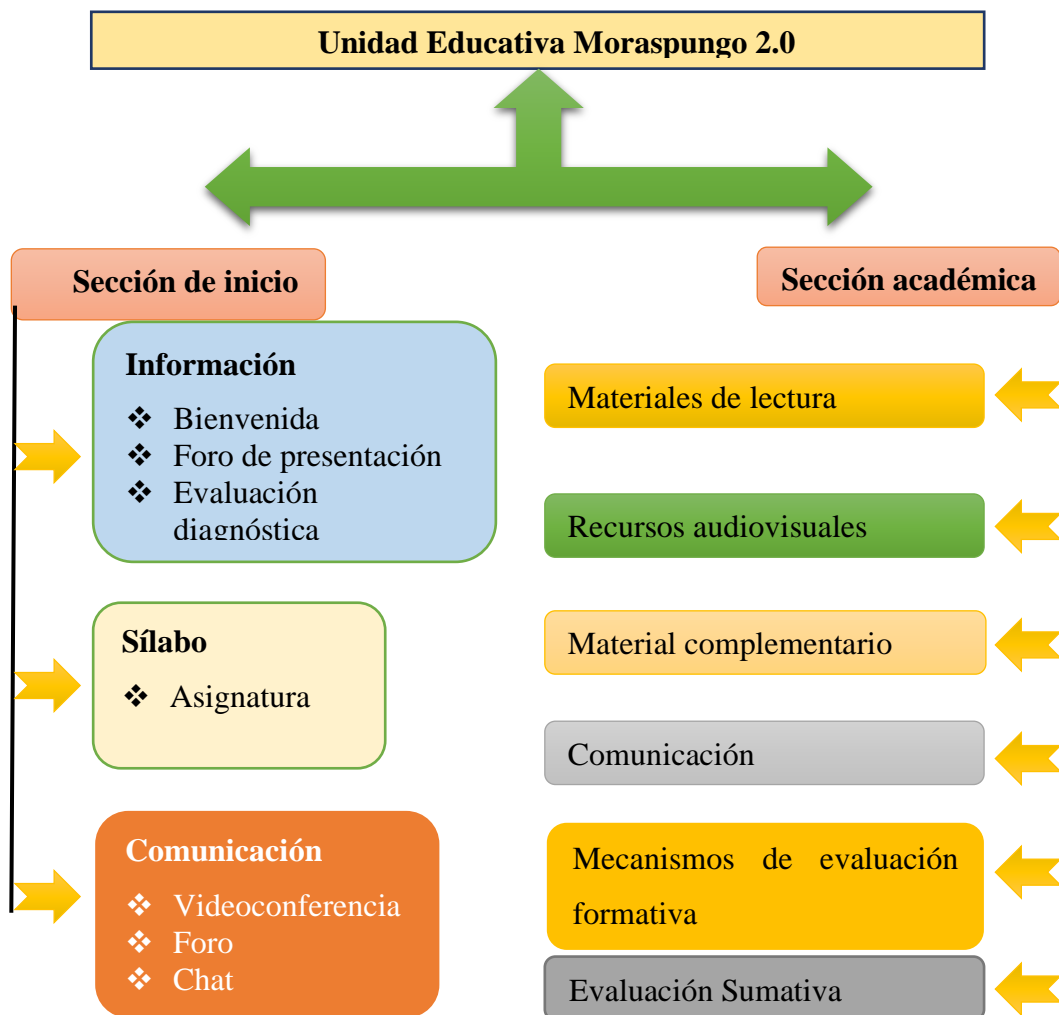 Unidad Educativa Moraspungo 2.0
Sección de inicio
Información
❖ Bienvenida
❖ Foro de presentación
❖ Evaluación
diagnóstica
Sílabo
❖ Asignatura
Comunicación
❖ Videoconferencia
❖ Foro
❖ Chat
Sección académica
Materiales de lectura
Recursos audiovisuales
Material complementario
Comunicación
Mecanismos de evaluación
formativa
Evaluación Sumativa